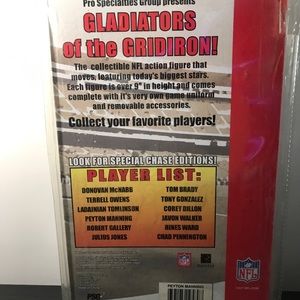 Pro Specialties Group presents
GLADIATORS
of the GRIDIRON!
The collectible NFL action figure that
moves, featuring today's biggest stars.
Each figure is over 9" in height and comes
complete with it's very own game uniform
and removable accessories.
Collect your favorite players!
LOOK FOR SPECIAL CHASE EDITIONS!
PLAYER LIST:
DONOVAN McNABB
TERRELL OWENS
LADAINIAN TOMLINSON
PEYTON MANNING
ROBERT GALLERY
JULIUS JONES
TOM BRADY
TONY GONZALEZ
COREY DILLON
JAVON WALKER
HINES WARD
CHAD PENNINGTON
NFL
PSG
PEYTON MANNING